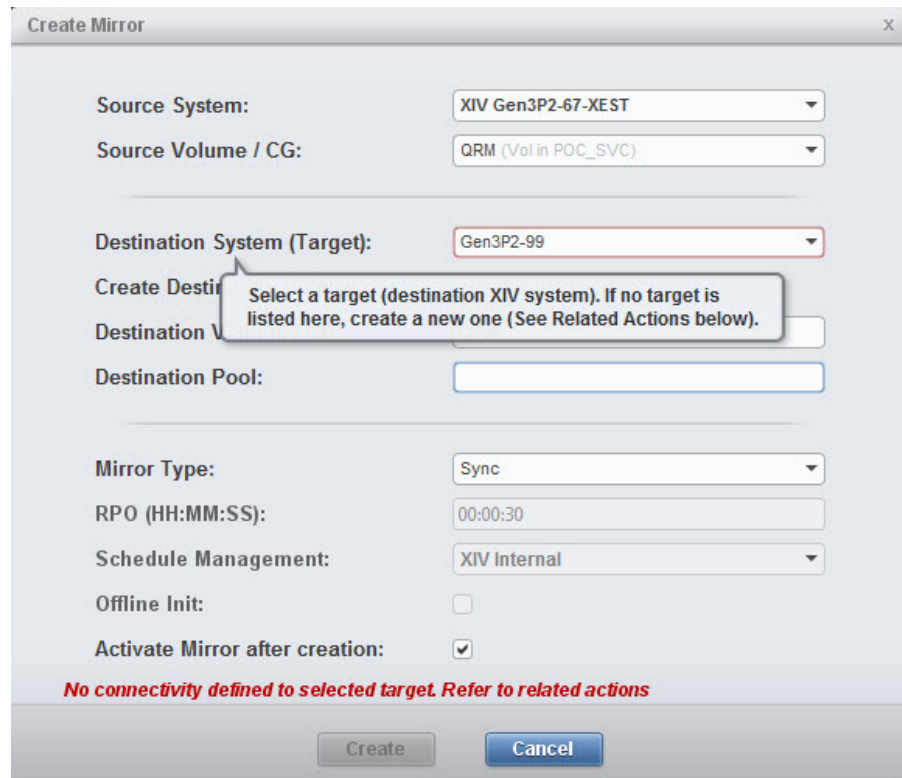 Create Mirror x
Source System: XIV Gen3P2-67-XEST
Source Volume / CG: QRM (Vol in POC_SVC)
Destination System (Target): Gen3P2-99
Create Desti
Select a target (destination XIV system). If no target is
listed here, create a new one (See Related Actions below).
Destination V
Destination Pool:
Mirror Type: Sync
RPO (HH:MM:SS): 00:00:30
Schedule Management: XIV Internal
Offline Init:
Activate Mirror after creation:
No connectivity defined to selected target. Refer to related actions
Create Cancel